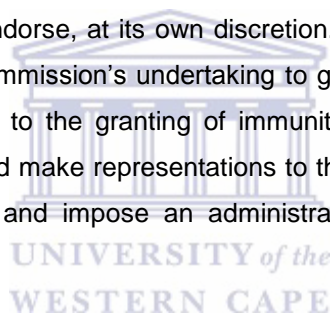 ndorse, at its own discretion.
mmission's undertaking to g
to the granting of immunit
d make representations to th
and impose an administra
UNIVERSITY of the
WESTERN CAPE